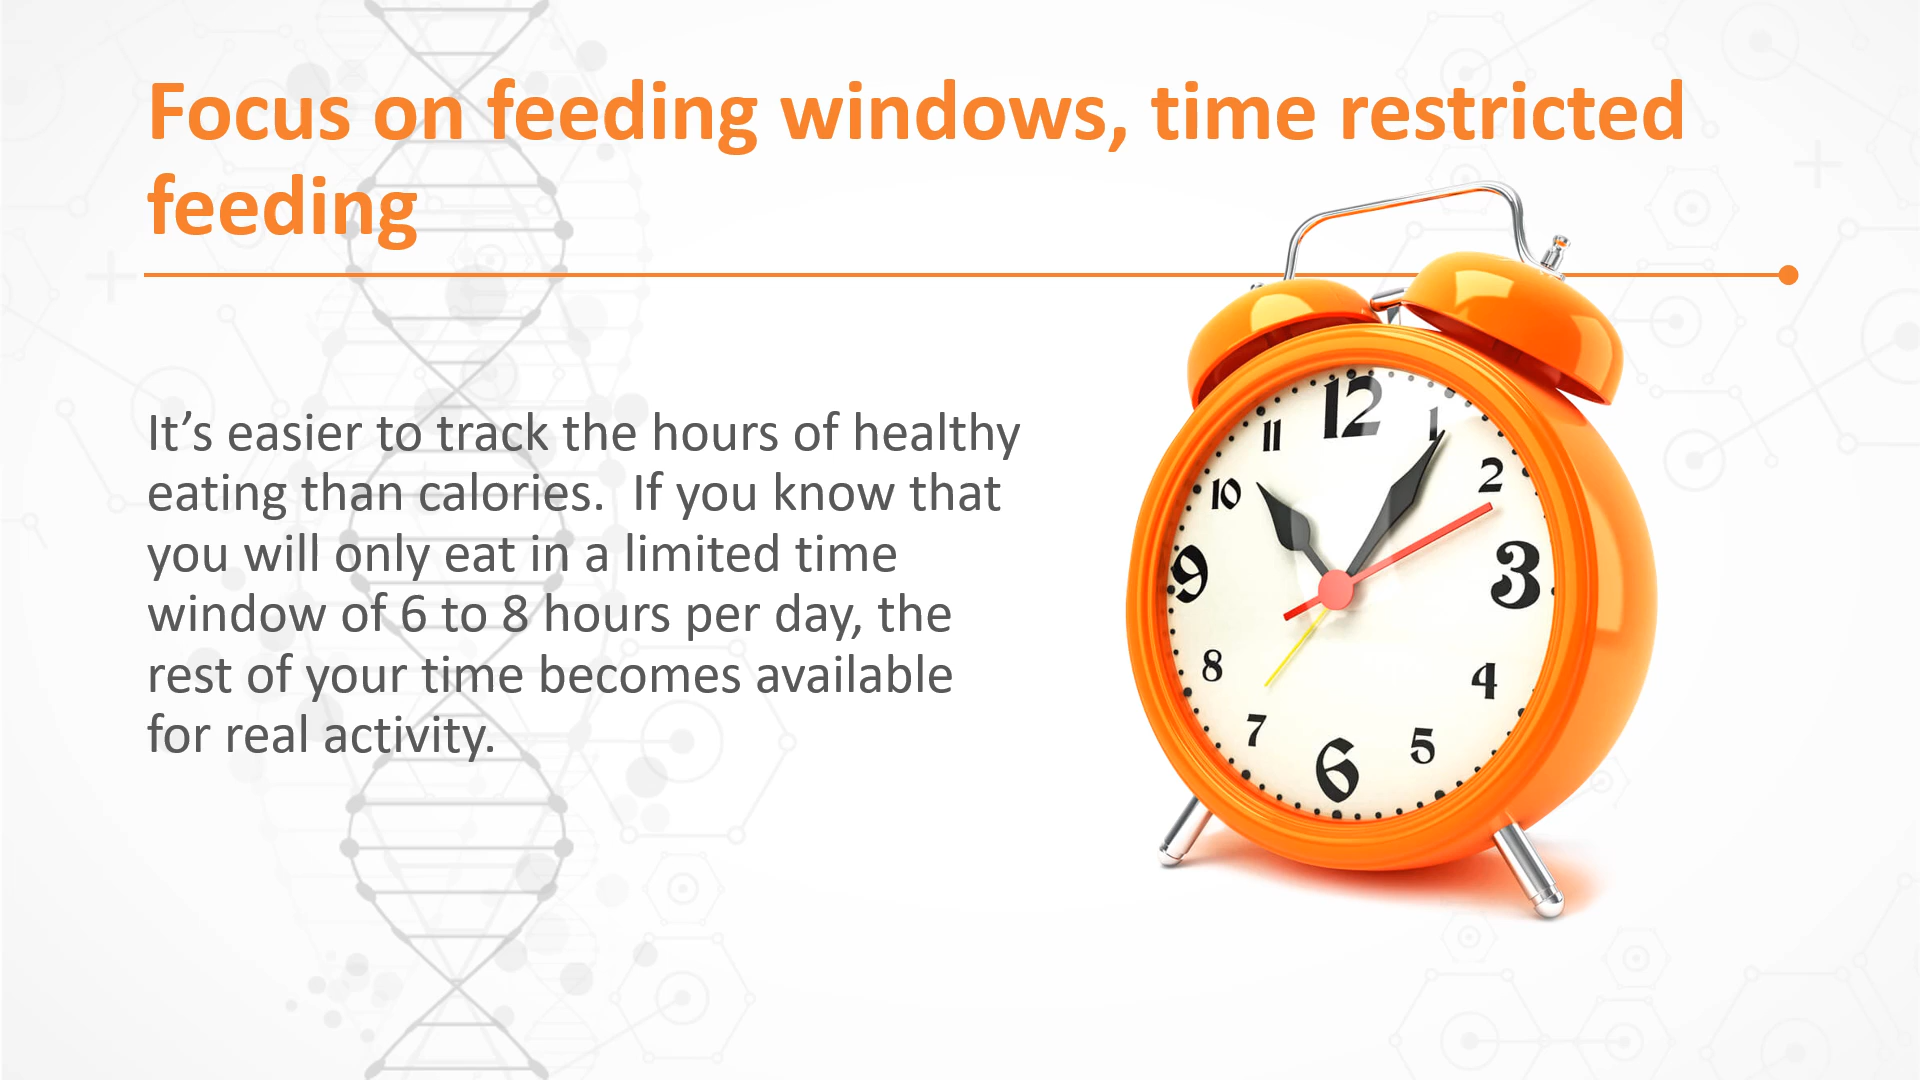 Focus on feeding windows, time restricted
feeding
It’s easier to track the hours of healthy
eating than calories.  If you know that
you will only eat in a limited time
window of 6 to 8 hours per day, the
rest of your time becomes available
for real activity.
12
1
2
3
4
5
6
7
8
9
10
11